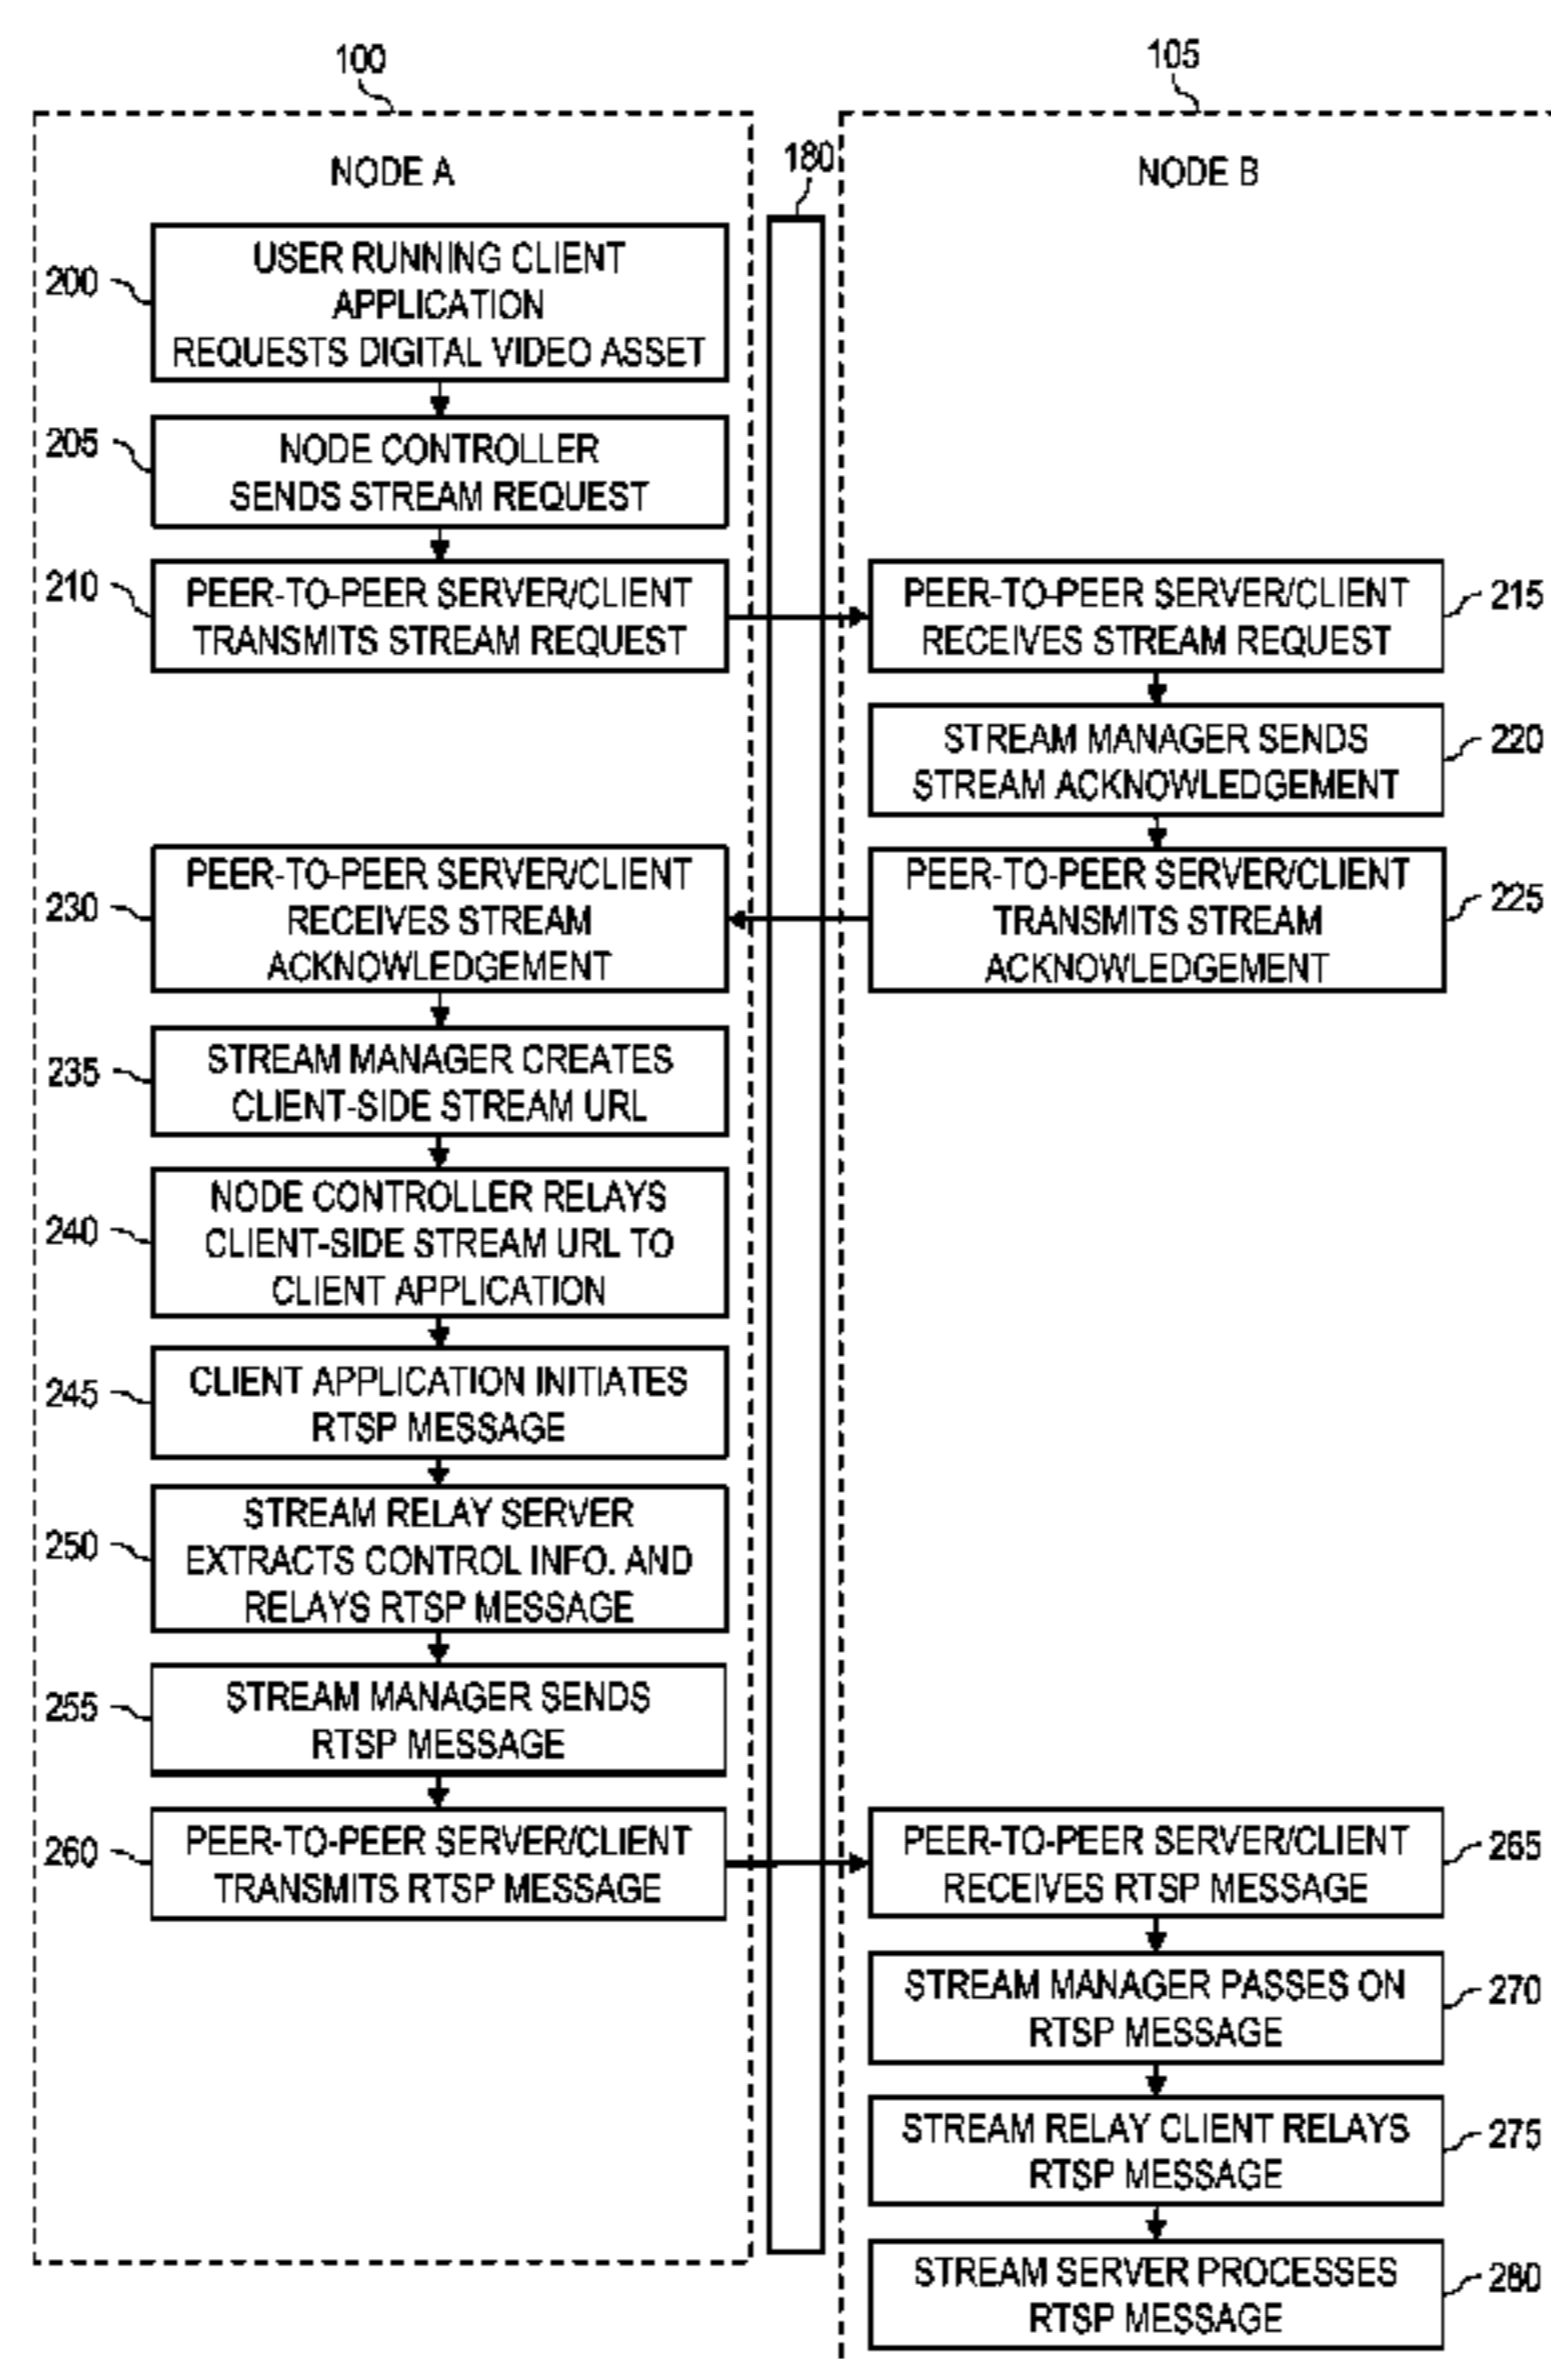 100
105
NODE A
180
NODE B
200
USER RUNNING CLIENT
APPLICATION
REQUESTS DIGITAL VIDEO ASSET
205
NODE CONTROLLER
SENDS STREAM REQUEST
210
PEER-TO-PEER SERVER/CLIENT
TRANSMITS STREAM REQUEST
PEER-TO-PEER SERVER/CLIENT
RECEIVES STREAM REQUEST
215
STREAM MANAGER SENDS
STREAM ACKNOWLEDGEMENT
220
PEER-TO-PEER SERVER/CLIENT
TRANSMITS STREAM
ACKNOWLEDGEMENT
225
230
PEER-TO-PEER SERVER/CLIENT
RECEIVES STREAM
ACKNOWLEDGEMENT
235
STREAM MANAGER CREATES
CLIENT-SIDE STREAM URL
240
NODE CONTROLLER RELAYS
CLIENT-SIDE STREAM URL TO
CLIENT APPLICATION
245
CLIENT APPLICATION INITIATES
RTSP MESSAGE
250
STREAM RELAY SERVER
EXTRACTS CONTROL INFO. AND
RELAYS RTSP MESSAGE
255
STREAM MANAGER SENDS
RTSP MESSAGE
260
PEER-TO-PEER SERVER/CLIENT
TRANSMITS RTSP MESSAGE
PEER-TO-PEER SERVER/CLIENT
RECEIVES RTSP MESSAGE
265
STREAM MANAGER PASSES ON
RTSP MESSAGE
270
STREAM RELAY CLIENT RELAYS
RTSP MESSAGE
275
STREAM SERVER PROCESSES
RTSP MESSAGE
280